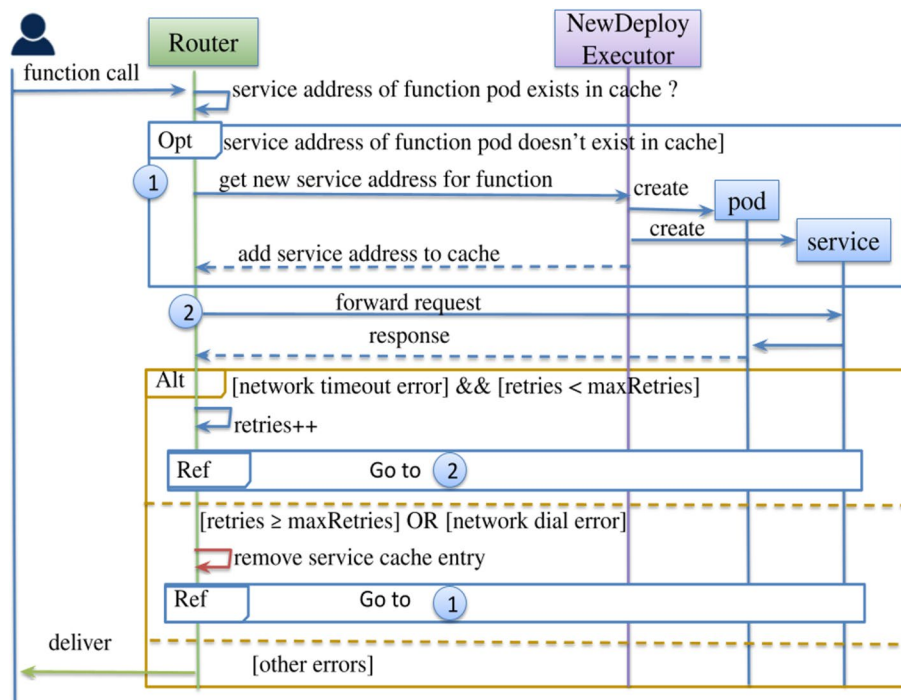 Router
NewDeploy
Executor
function call
service address of function pod exists in cache ?
Opt
service address of function pod doesn’t exist in cache]
1
get new service address for function
create
pod
create
service
add service address to cache
2
forward request
response
Alt
[network timeout error] && [retries < maxRetries]
retries++
Ref
Go to
2
[retries ≥ maxRetries] OR [network dial error]
remove service cache entry
Ref
Go to
1
deliver
[other errors]